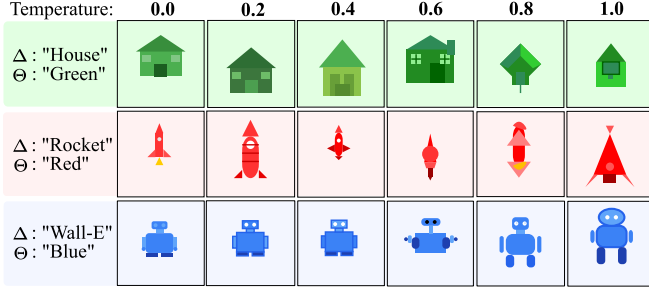 Temperature: 0.0 0.2 0.4 0.6 0.8 1.0
Δ : "House"
Θ : "Green"
Δ : "Rocket"
Θ : "Red"
Δ : "Wall-E"
Θ : "Blue"